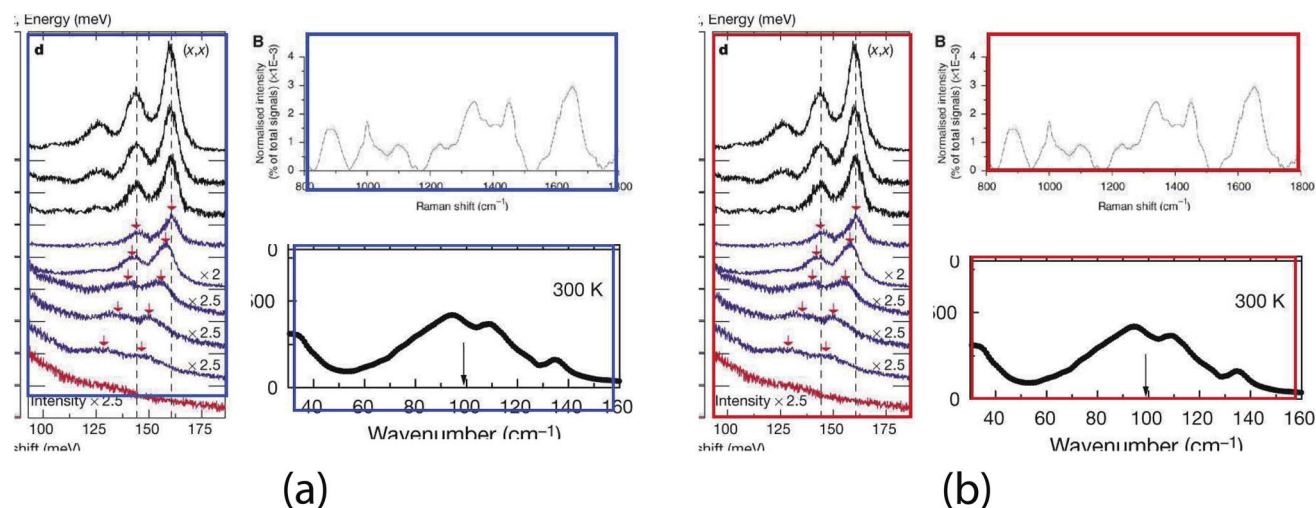 :, Energy (meV)
d
(x,x)
×2
×2.5
×2.5
×2.5
Intensity × 2.5
100 125 150 175
shift (meV)
B
Normalised intensity
(% of total signals) (×1E−3)
4
3
2
1
0
800 1000 1200 1400 1600 1800
Raman shift (cm⁻¹)
0
500
0
300 K
40 60 80 100 120 140 160
Wavenumber (cm⁻¹)
(a)
:, Energy (meV)
d
(x,x)
×2
×2.5
×2.5
×2.5
Intensity × 2.5
100 125 150 175
shift (meV)
B
Normalised intensity
(% of total signals) (×1E−3)
4
3
2
1
0
800 1000 1200 1400 1600 1800
Raman shift (cm⁻¹)
0
500
0
300 K
40 60 80 100 120 140 160
Wavenumber (cm⁻¹)
(b)